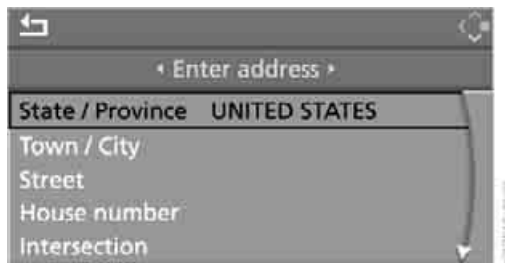 Enter address
State / Province UNITED STATES
Town / City
Street
House number
Intersection